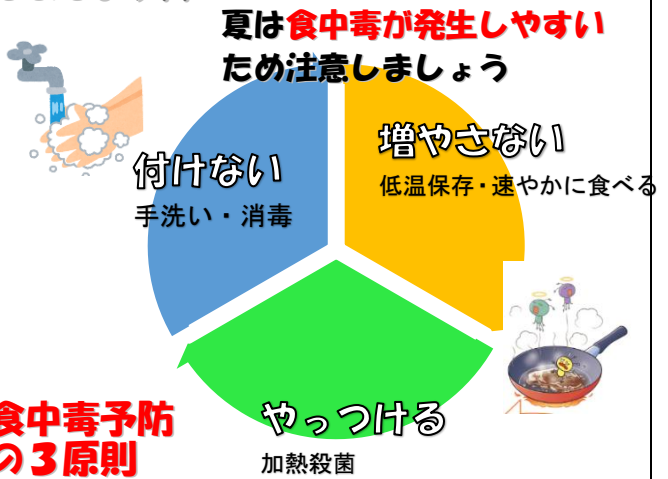 夏は食中毒が発生しやすい
ため注意しましょう
増やさない
低温保存・速やかに食べる
付けない
手洗い・消毒
やっつける
加熱殺菌
食中毒予防
の３原則